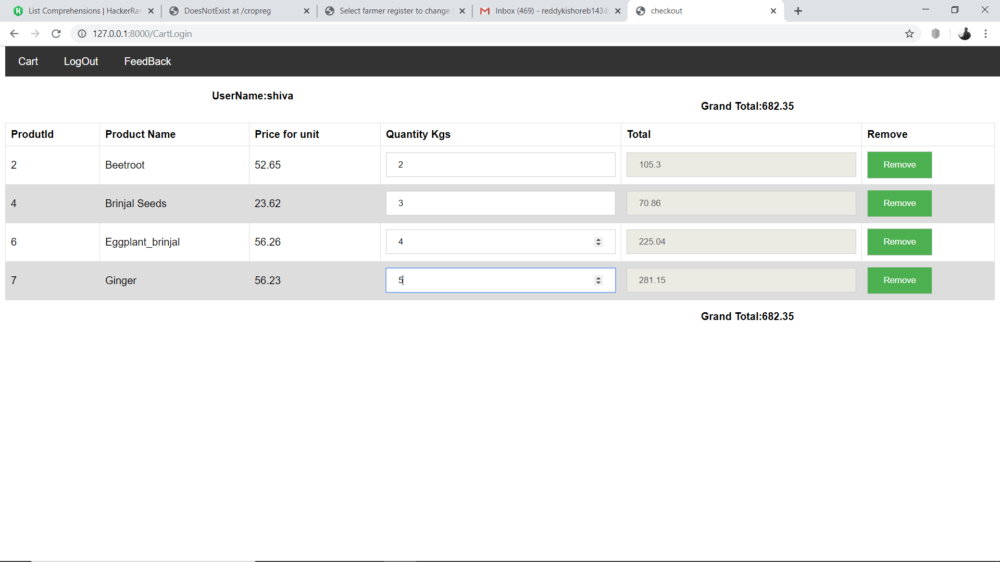 List Comprehensions | HackerRan
DoesNotExist at /cropreg
Select farmer register to change |
Inbox (469) - reddykishoreb143@
checkout
127.0.0.1:8000/CartLogin
Cart LogOut FeedBack
UserName:shiva
Grand Total:682.35
ProdutId Product Name Price for unit Quantity Kgs Total Remove
2 Beetroot 52.65 2 105.3 Remove
4 Brinjal Seeds 23.62 3 70.86 Remove
6 Eggplant_brinjal 56.26 4 225.04 Remove
7 Ginger 56.23 5 281.15 Remove
Grand Total:682.35